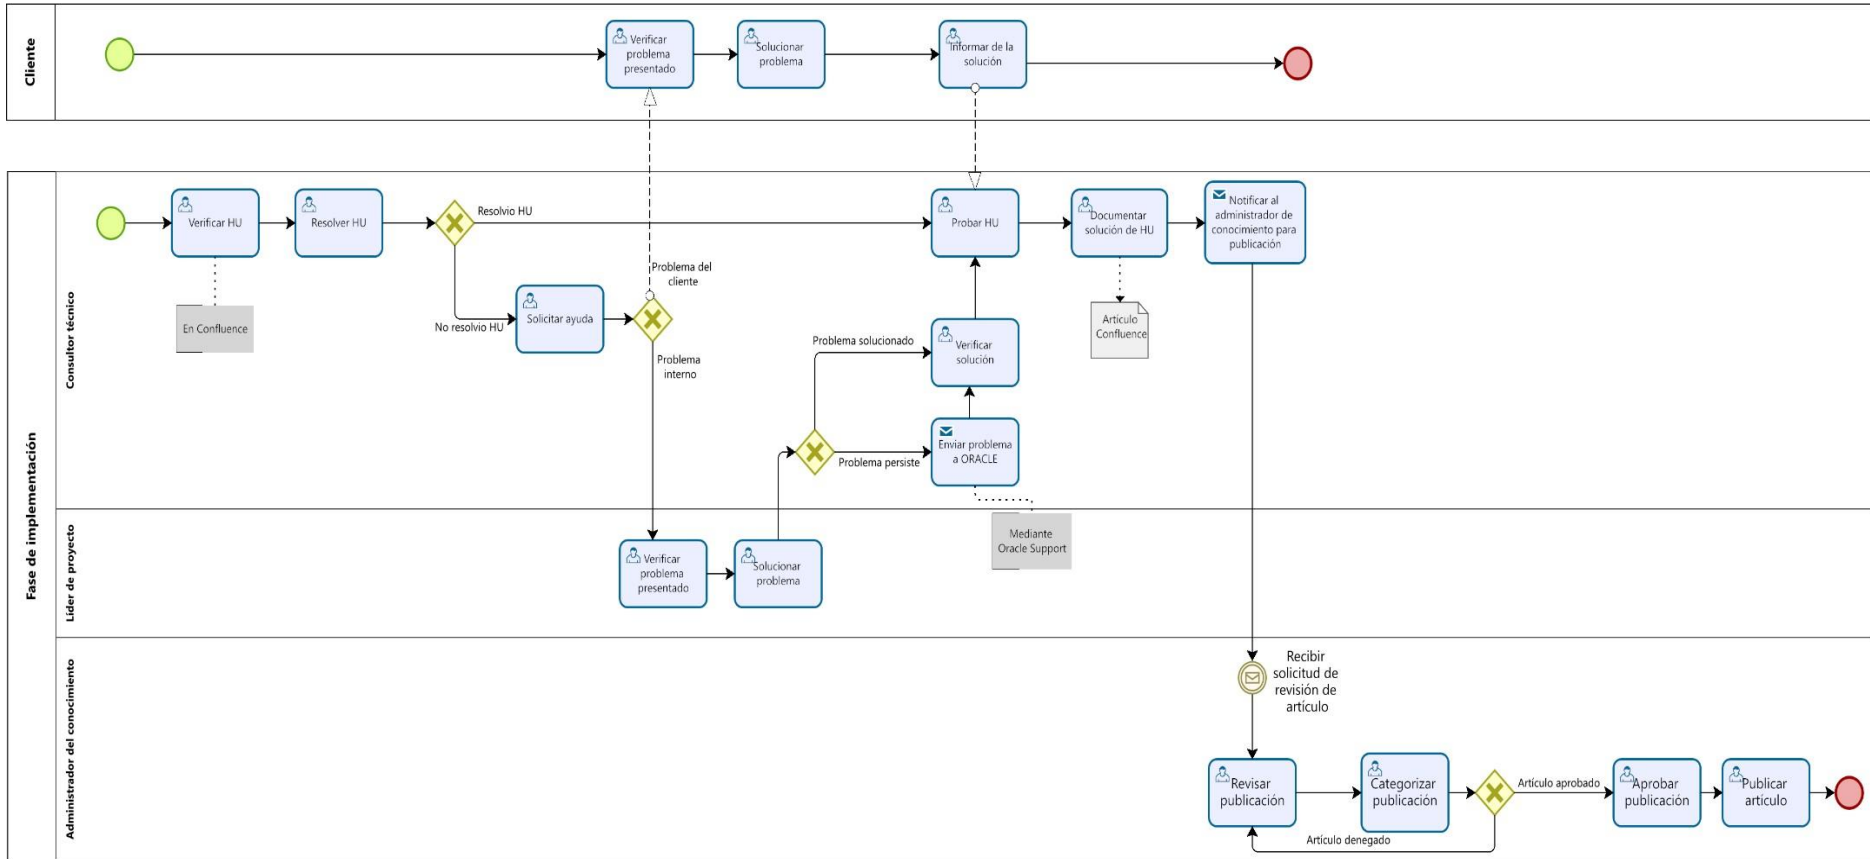 Cliente
Verificar
problema
presentado
Solucionar
problema
Informar de la
solución
Fase de implementación
Consultor técnico
Verificar HU
Resolver HU
Resolvio HU
Probar HU
Documentar
solución de HU
Notificar al
administrador de
conocimiento para
publicación
En Confluence
No resolvio HU
Solicitar ayuda
Problema del
cliente
Problema
interno
Problema solucionado
Verificar
solución
Articulo
Confluence
Problema persiste
Enviar problema
a ORACLE
Mediante
Oracle Support
Líder de proyecto
Verificar
problema
presentado
Solucionar
problema
Administrador del conocimiento
Recibir
solicitud de
revisión de
artículo
Revisar
publicación
Categorizar
publicación
Artículo aprobado
Artículo denegado
Aprobar
publicación
Publicar
artículo